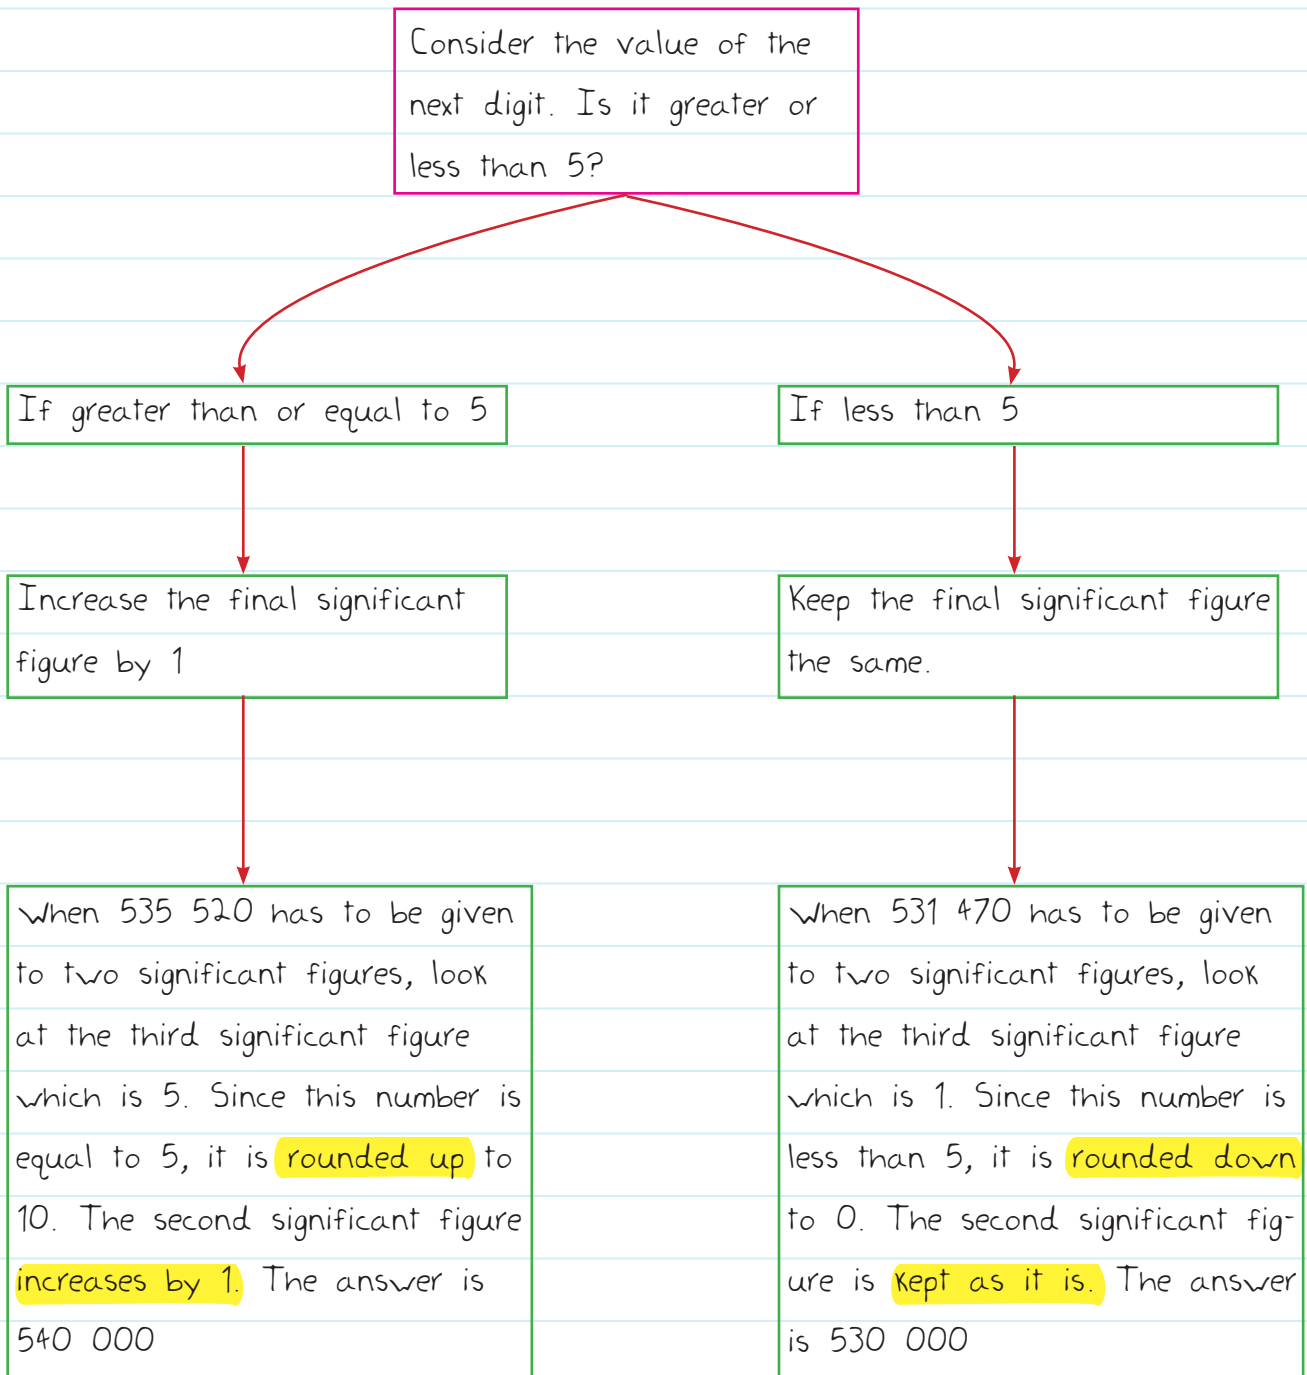 Consider the value of the
next digit. Is it greater or
less than 5?
If greater than or equal to 5
If less than 5
Increase the final significant
figure by 1
Keep the final significant figure
the same.
When 535 520 has to be given
to two significant figures, look
at the third significant figure
which is 5. Since this number is
equal to 5, it is rounded up to
10. The second significant figure
increases by 1. The answer is
540 000
When 531 470 has to be given
to two significant figures, look
at the third significant figure
which is 1. Since this number is
less than 5, it is rounded down
to 0. The second significant fig-
ure is kept as it is. The answer
is 530 000